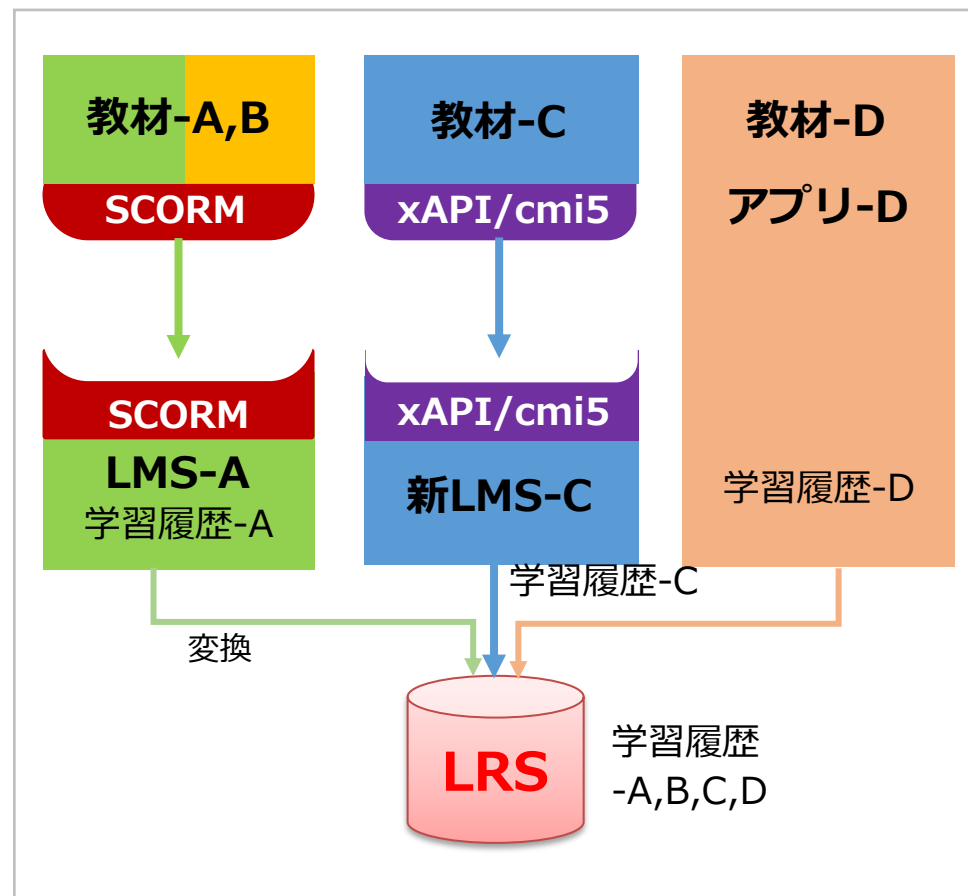 教材-A,B
SCORM
SCORM
LMS-A
学習履歴-A
変換
教材-C
xAPI/cmi5
xAPI/cmi5
新LMS-C
学習履歴-C
教材-D
アプリ-D
学習履歴-D
LRS
学習履歴
-A,B,C,D